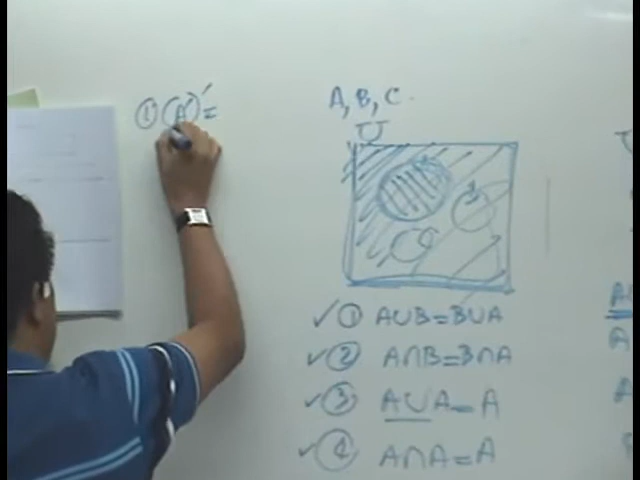 ① (A')' =
A, B, C.
U
✓ ① A∪B=B∪A
✓ ② A∩B=B∩A
✓ ③ A∪A=A
✓ ④ A∩A=A